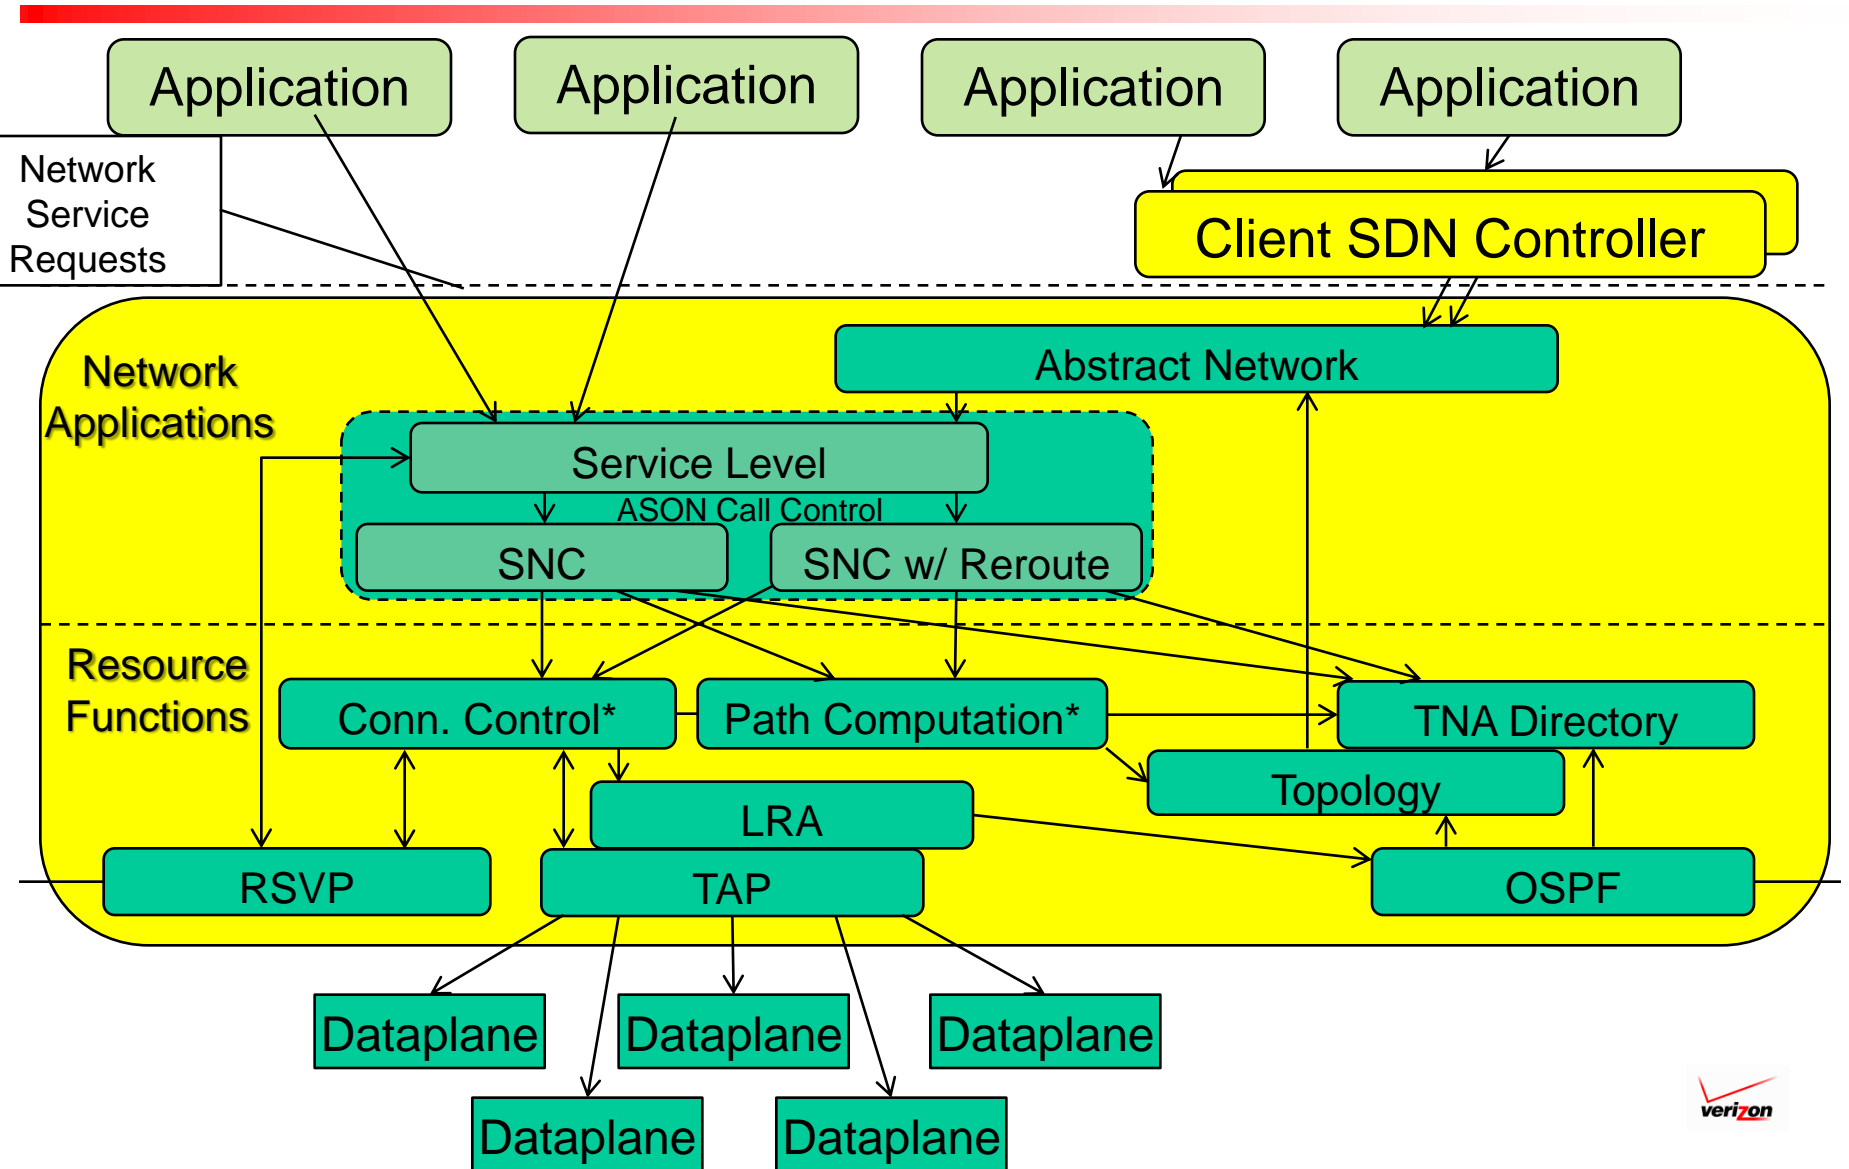 Application
Application
Application
Application
Network
Service
Requests
Client SDN Controller
Network
Applications
Abstract Network
Service Level
ASON Call Control
SNC
SNC w/ Reroute
Resource
Functions
Conn. Control*
Path Computation*
TNA Directory
Topology
LRA
RSVP
TAP
OSPF
Dataplane
Dataplane
Dataplane
Dataplane
Dataplane
verizon